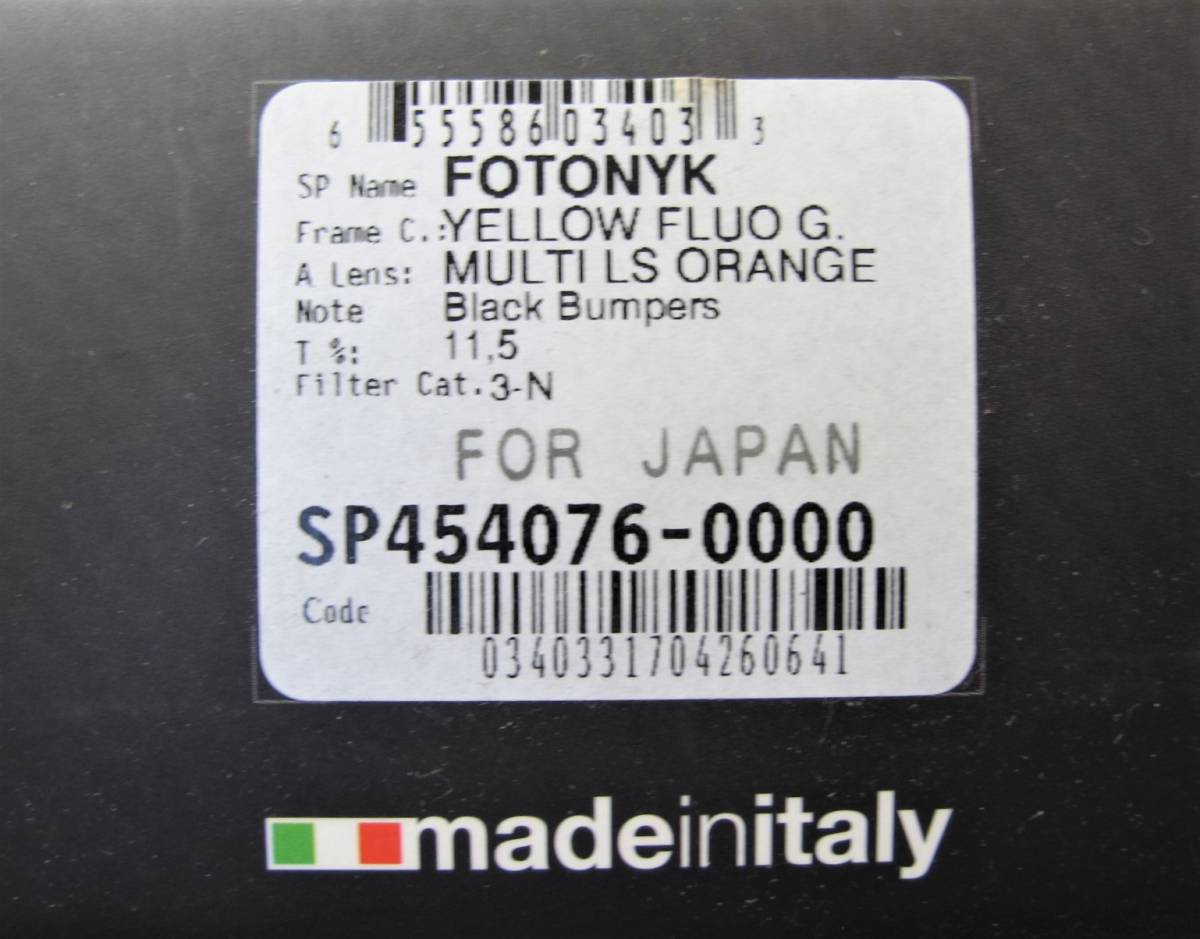 6 55586 03403 3
SP Name FOTONYK
Frame C.: YELLOW FLUO G.
A Lens: MULTI LS ORANGE
Note Black Bumpers
T %: 11,5
Filter Cat. 3-N
FOR JAPAN
SP454076-0000
Code
0340331704260641
madeinitaly